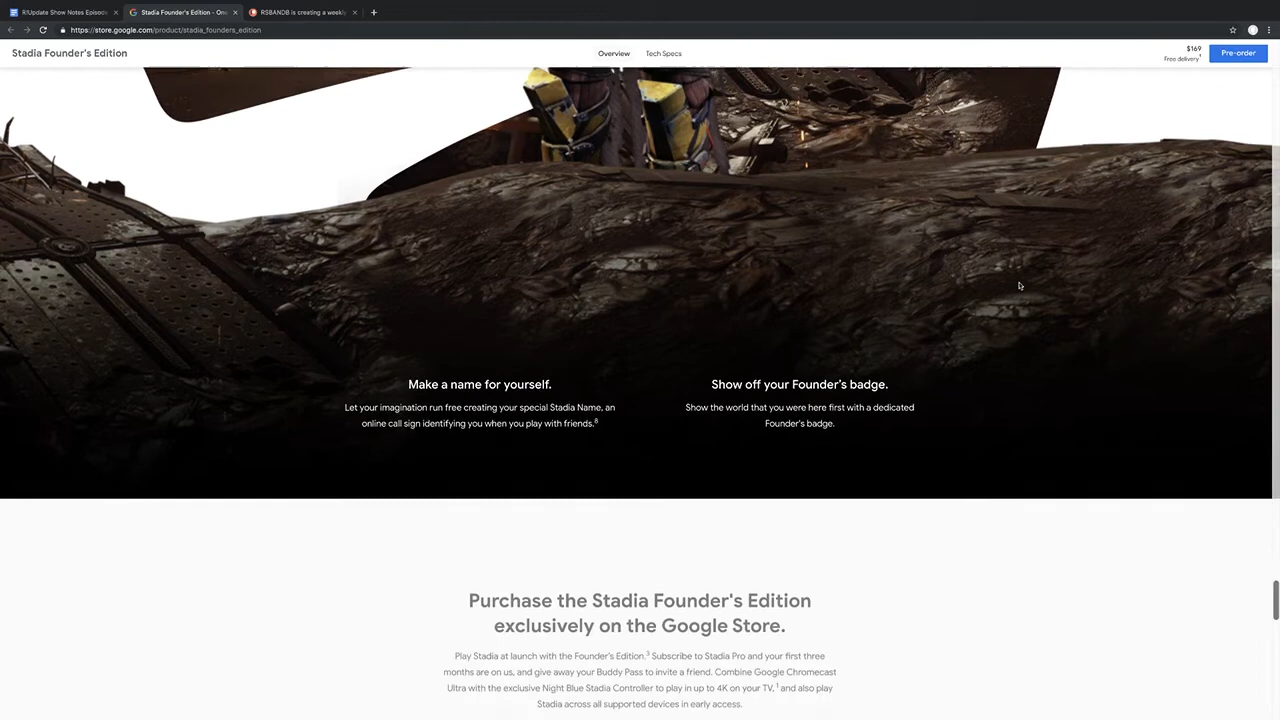 R!Update Show Notes Episode
Stadia Founder's Edition - One
RSBANDB is creating a weekly
https://store.google.com/product/stadia_founders_edition
Stadia Founder's Edition
Overview
Tech Specs
$169
Free delivery¹
Pre-order
Make a name for yourself.
Let your imagination run free creating your special Stadia Name, an
online call sign identifying you when you play with friends.⁸
Show off your Founder's badge.
Show the world that you were here first with a dedicated
Founder's badge.
Purchase the Stadia Founder's Edition
exclusively on the Google Store.
Play Stadia at launch with the Founder's Edition.³ Subscribe to Stadia Pro and your first three
months are on us, and give away your Buddy Pass to invite a friend. Combine Google Chromecast
Ultra with the exclusive Night Blue Stadia Controller to play in up to 4K on your TV, ¹ and also play
Stadia across all supported devices in early access.